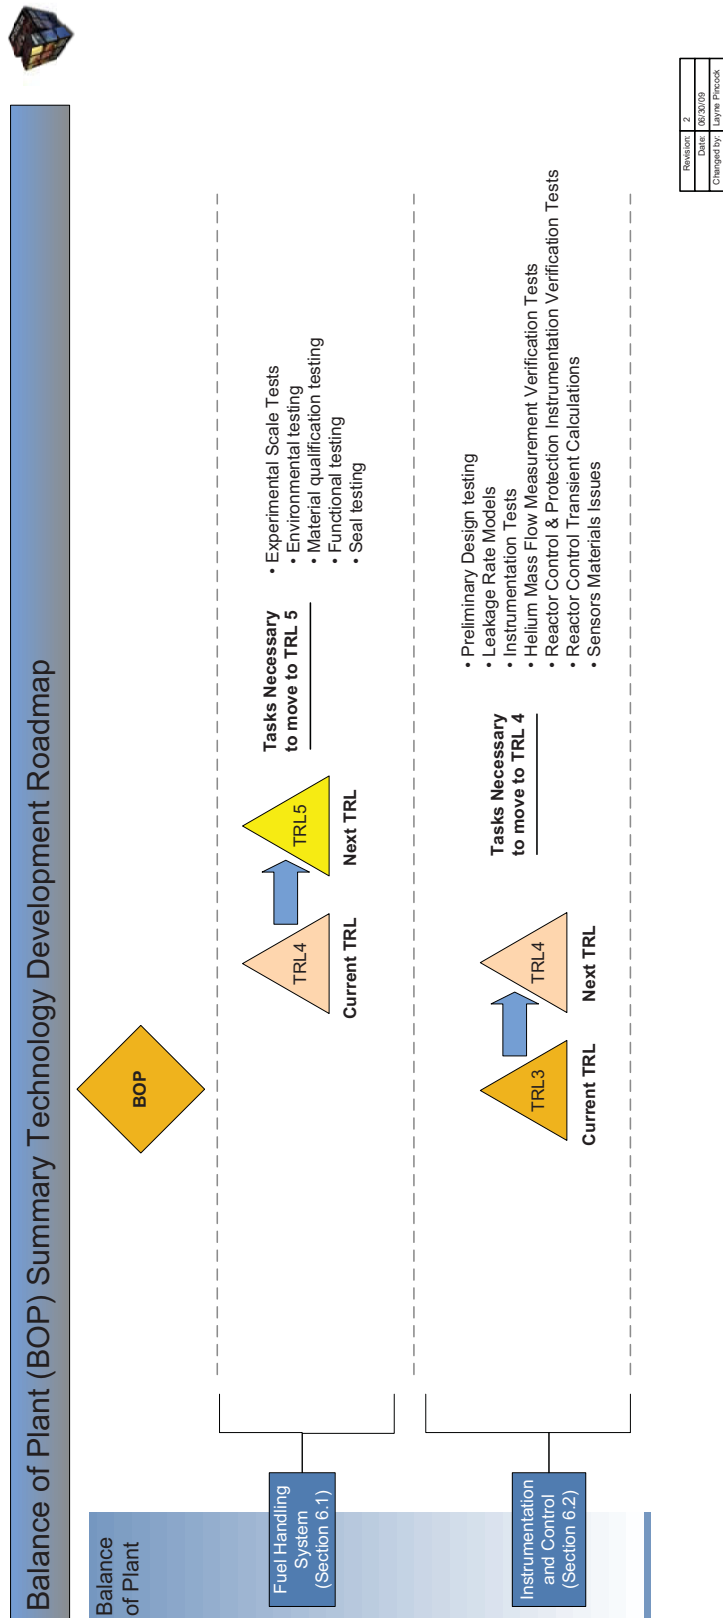 Balance of Plant (BOP) Summary Technology Development Roadmap
Balance
of Plant
BOP
Fuel Handling
System
(Section 6.1)
TRL4
Current TRL
TRL5
Next TRL
Tasks Necessary
to move to TRL 5
• Experimental Scale Tests
• Environmental testing
• Material qualification testing
• Functional testing
• Seal testing
Instrumentation
and Control
(Section 6.2)
TRL3
Current TRL
TRL4
Next TRL
Tasks Necessary
to move to TRL 4
• Preliminary Design testing
• Leakage Rate Models
• Instrumentation Tests
• Helium Mass Flow Measurement Verification Tests
• Reactor Control & Protection Instrumentation Verification Tests
• Reactor Control Transient Calculations
• Sensors Materials Issues
Revision: 2
Date: 06/30/09
Changed by: Layne Pincock